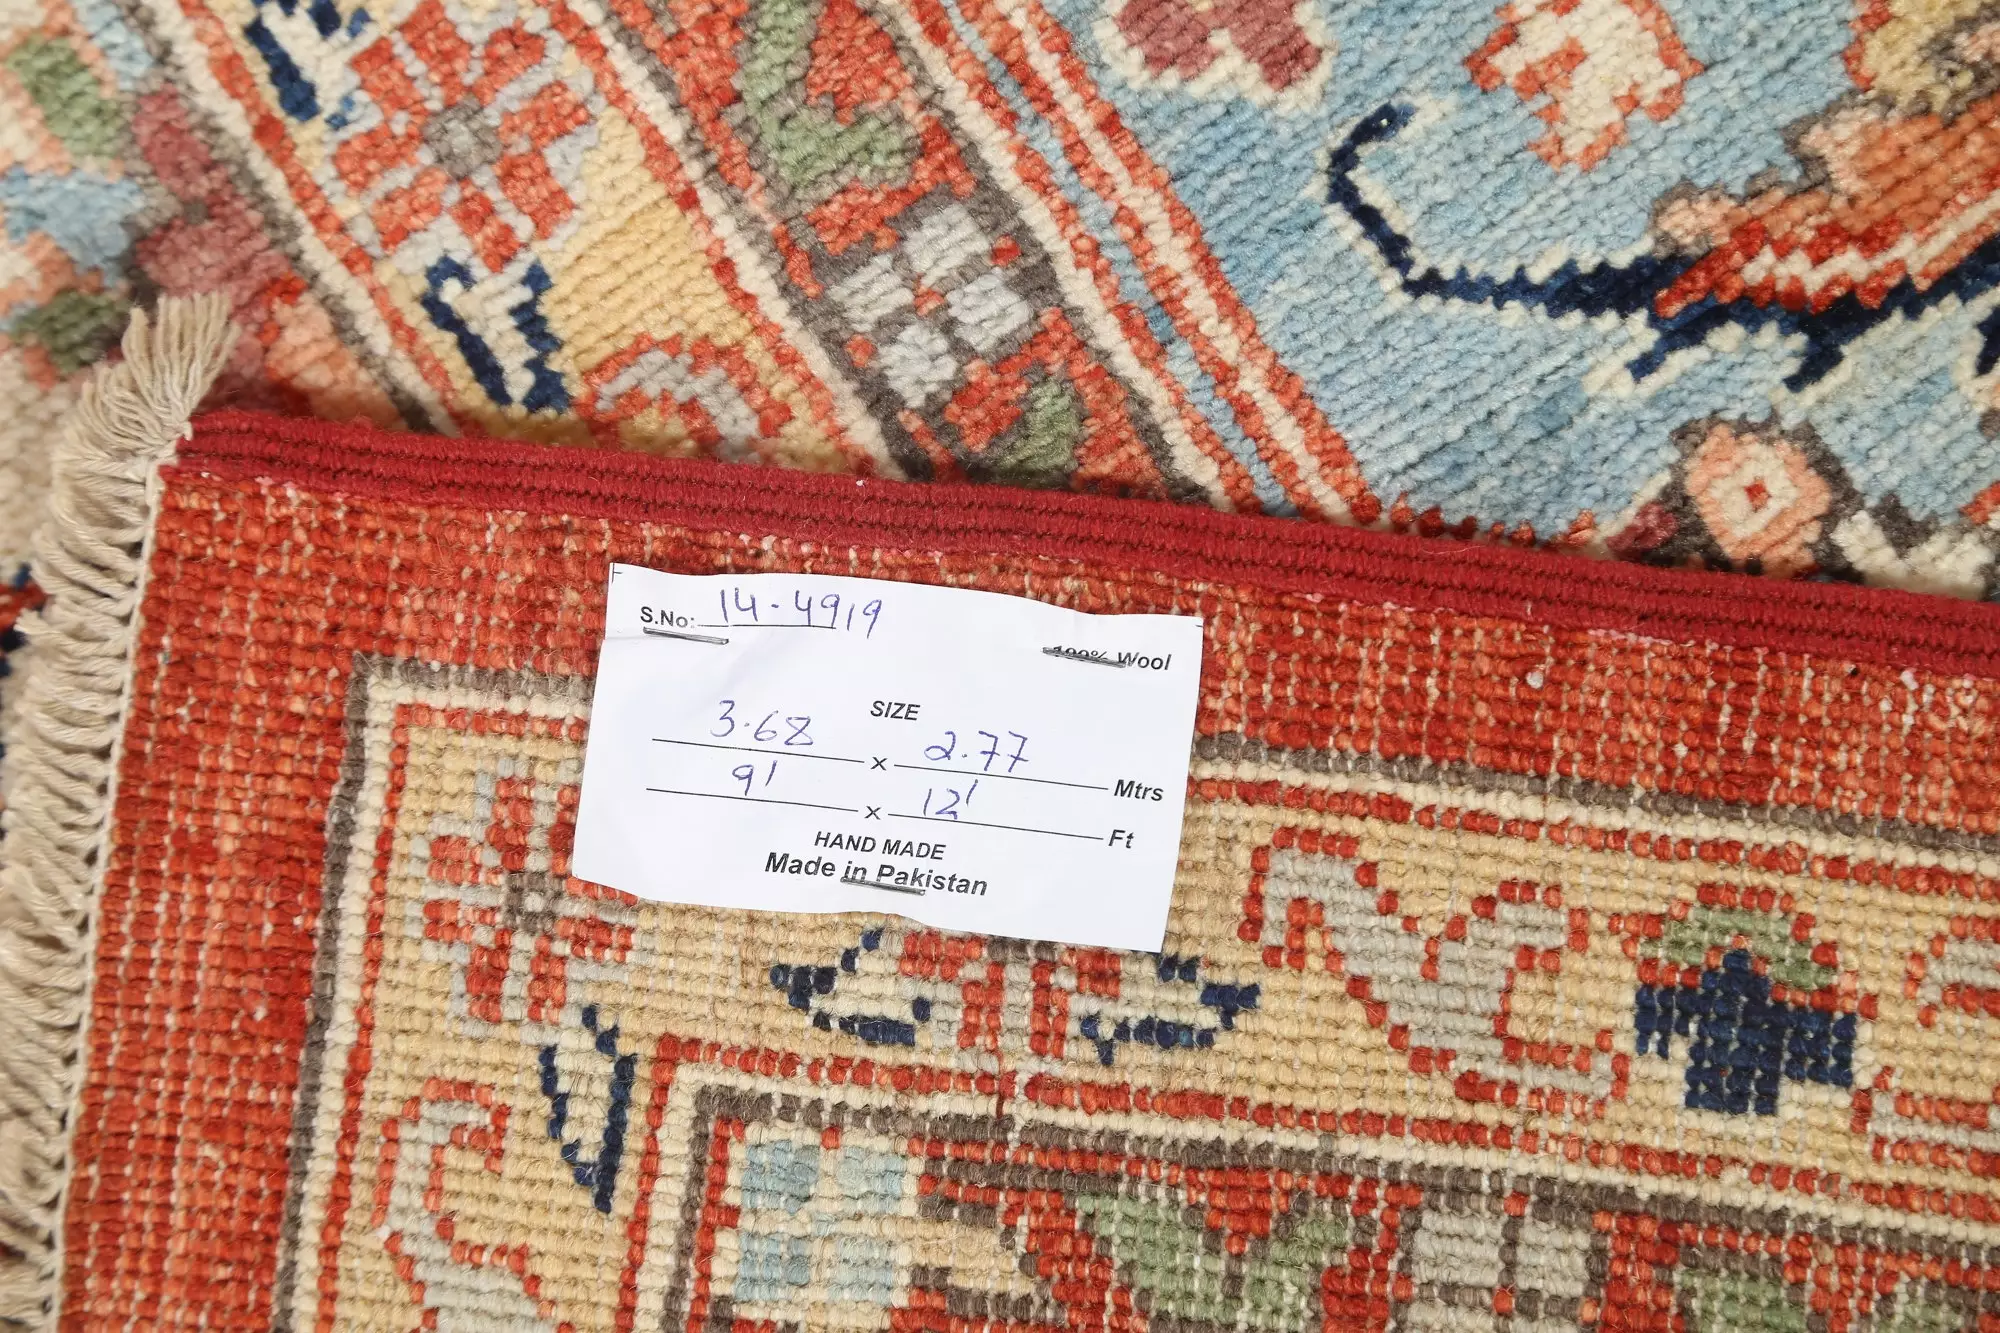 S.No: 14-4919
100% Wool
SIZE
3.68 x 2.77 Mtrs
9' x 12' Ft
HAND MADE
Made in Pakistan